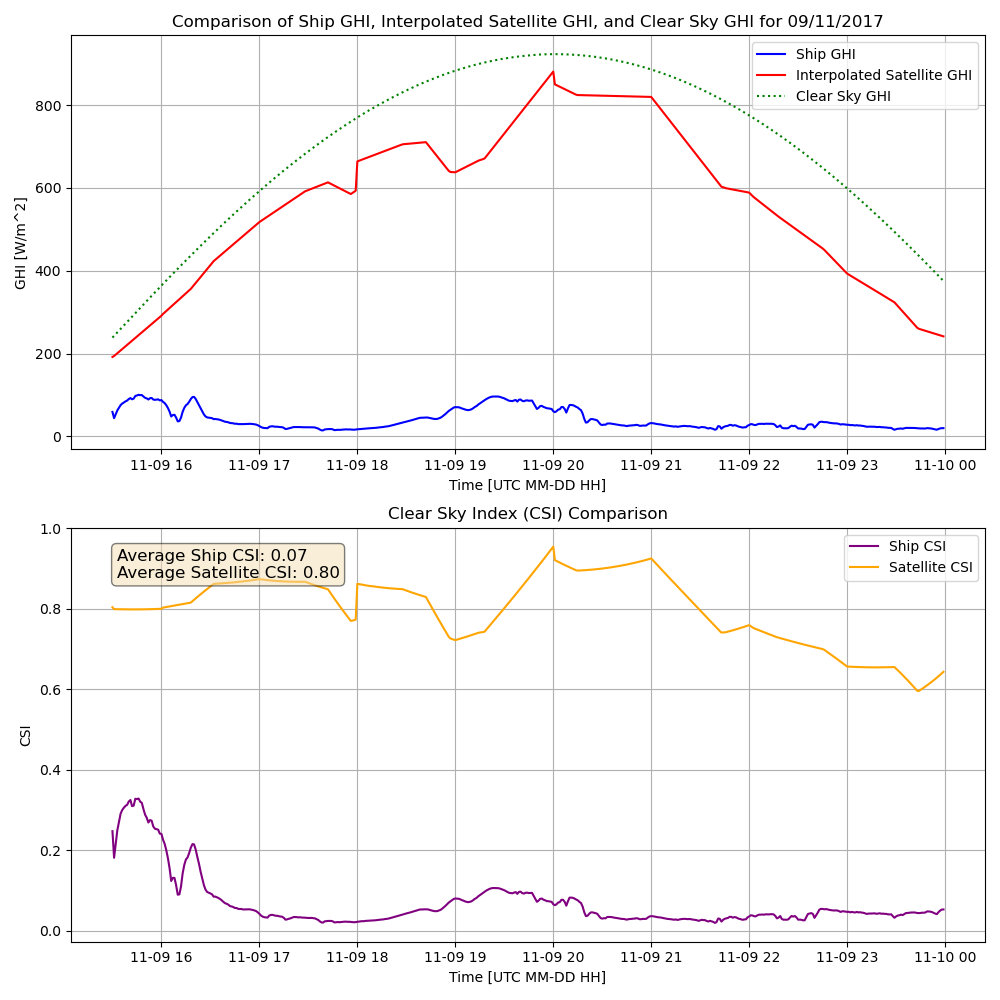 Comparison of Ship GHI, Interpolated Satellite GHI, and Clear Sky GHI for 09/11/2017
Ship GHI
Interpolated Satellite GHI
Clear Sky GHI
GHI [W/m^2]
800
600
400
200
0
11-09 16 11-09 17 11-09 18 11-09 19 11-09 20 11-09 21 11-09 22 11-09 23 11-10 00
Time [UTC MM-DD HH]
Clear Sky Index (CSI) Comparison
Average Ship CSI: 0.07
Average Satellite CSI: 0.80
Ship CSI
Satellite CSI
CSI
1.0
0.8
0.6
0.4
0.2
0.0
11-09 16 11-09 17 11-09 18 11-09 19 11-09 20 11-09 21 11-09 22 11-09 23 11-10 00
Time [UTC MM-DD HH]